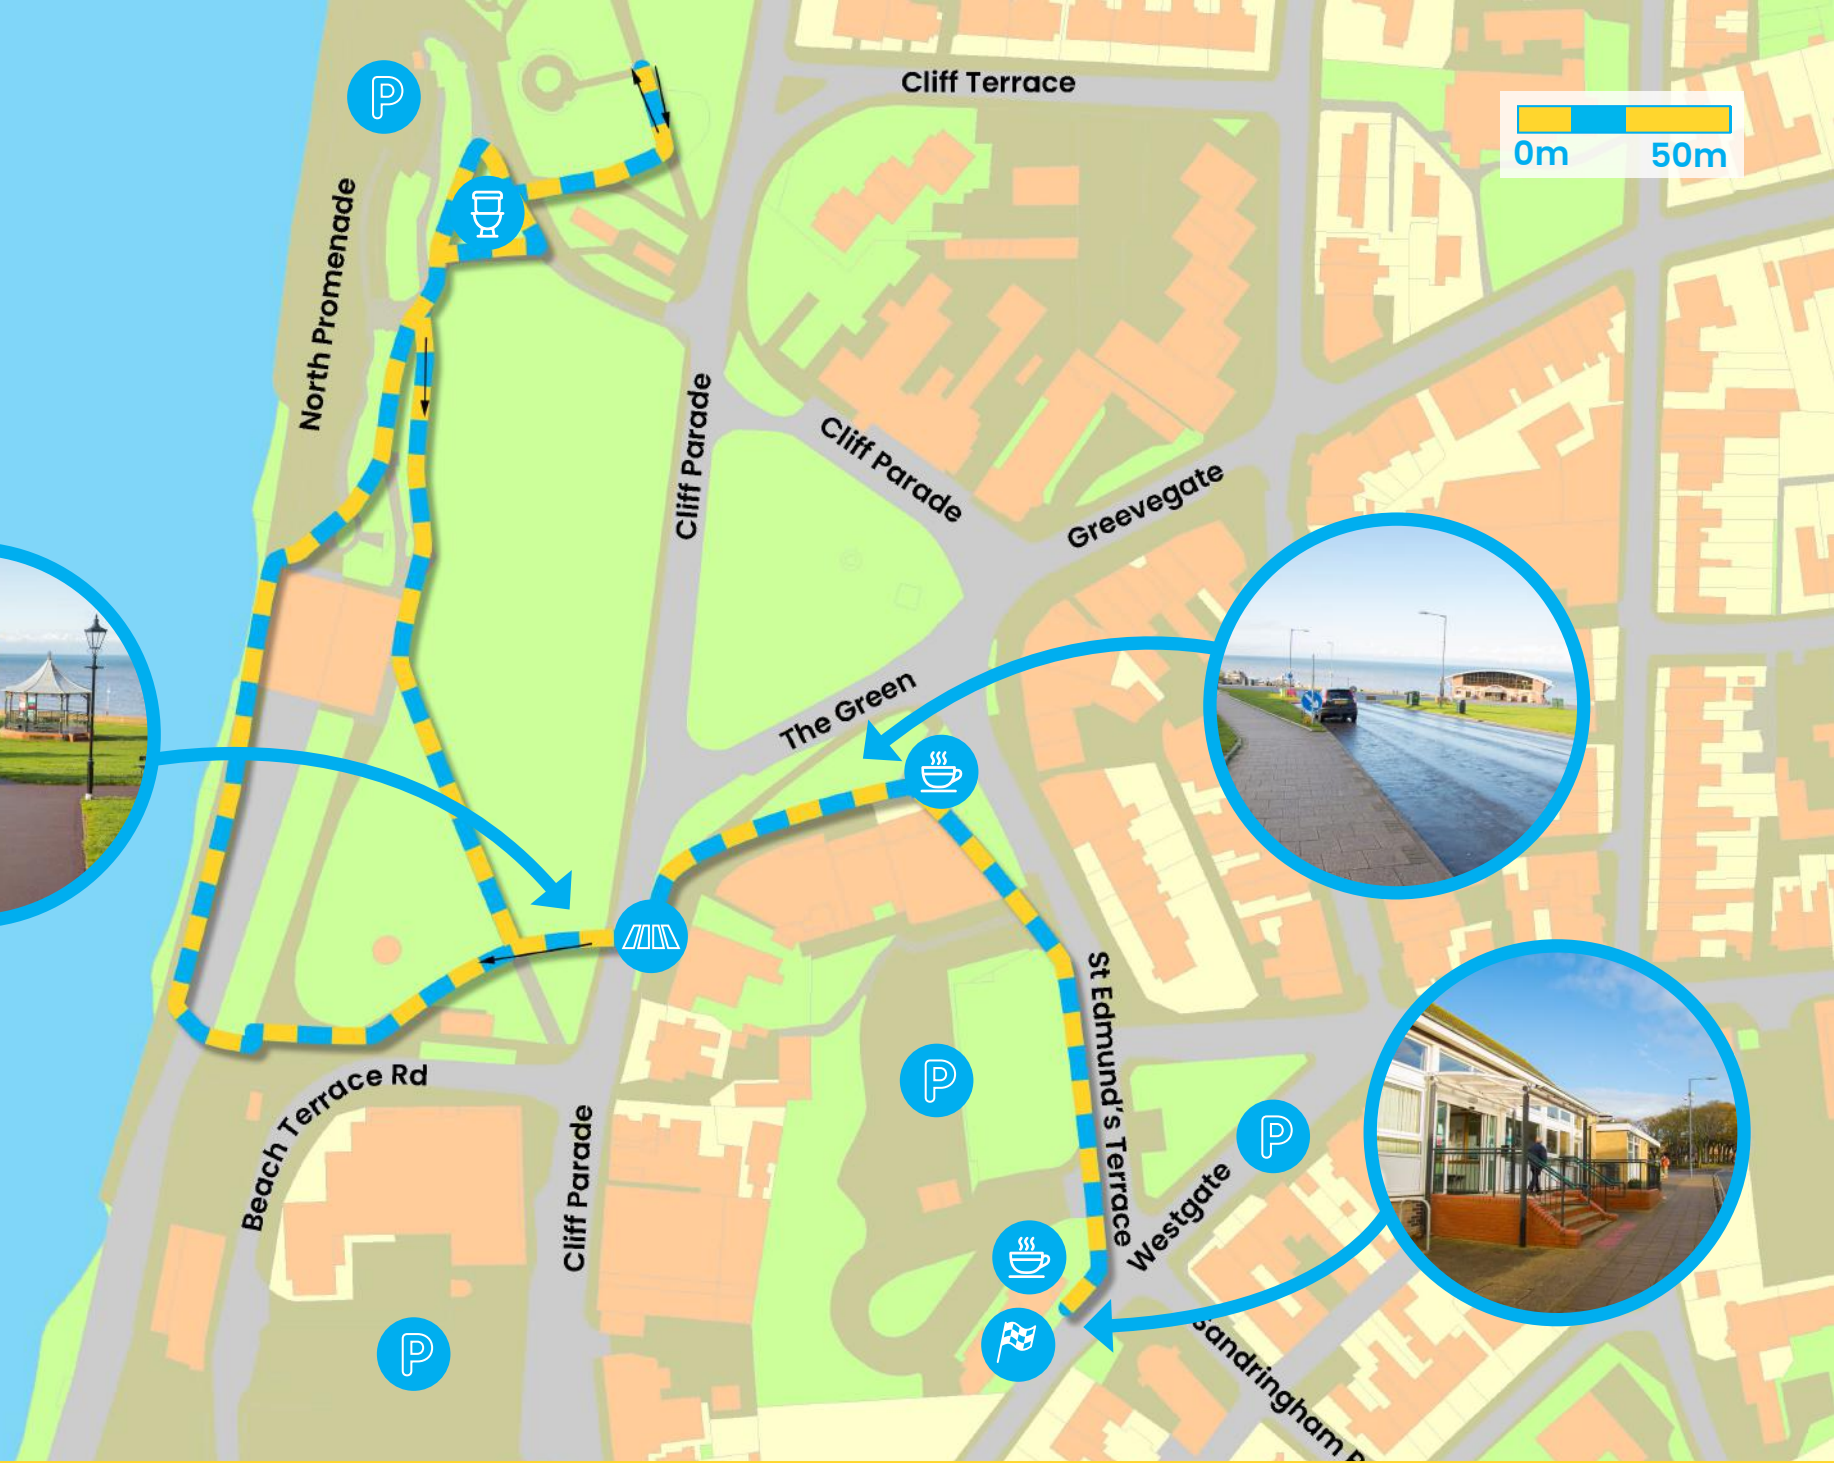 P
Cliff Terrace
0m 50m
North Promenade
Cliff Parade
Cliff Parade
Greevegate
The Green
St Edmund's Terrace
P
P
Westgate
Beach Terrace Rd
Cliff Parade
P
Sandringham